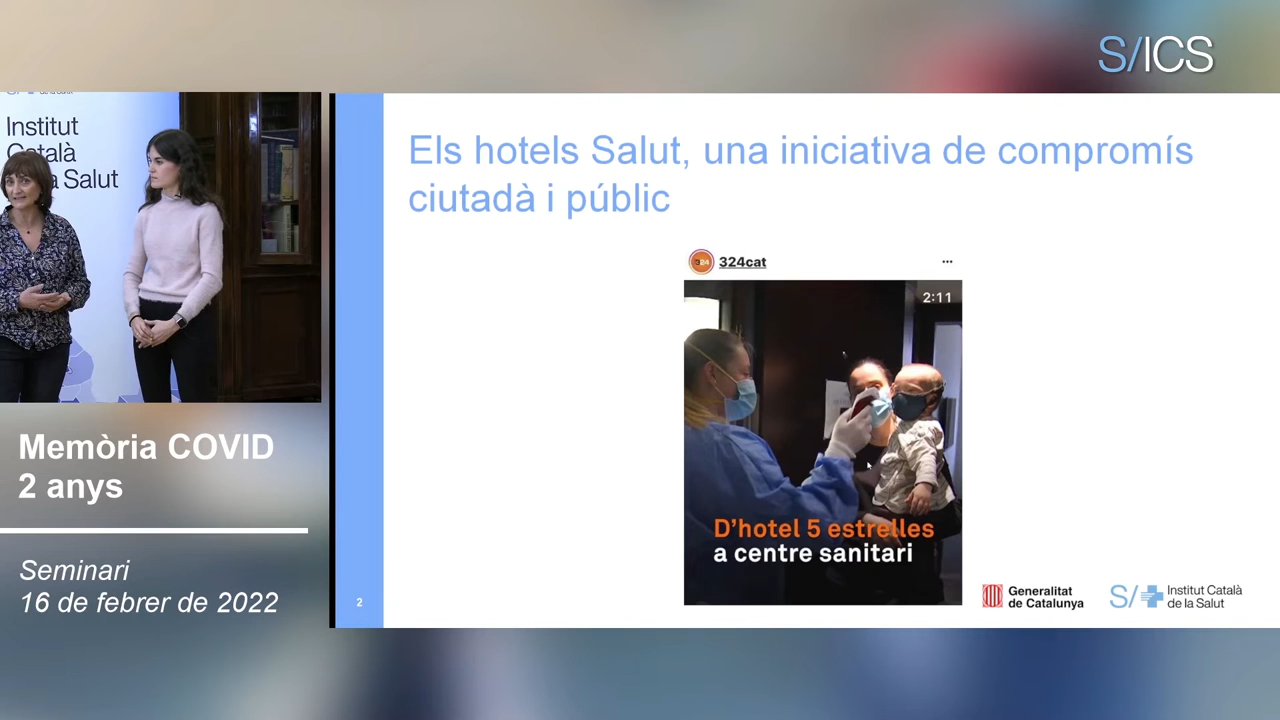 S/ICS
Institut
Català
la Salut
Els hotels Salut, una iniciativa de compromís
ciutadà i públic
324
324cat
2:11
D'hotel 5 estrelles
a centre sanitari
Memòria COVID
2 anys
Seminari
16 de febrer de 2022
2
Generalitat
de Catalunya
S/
Institut Català
de la Salut